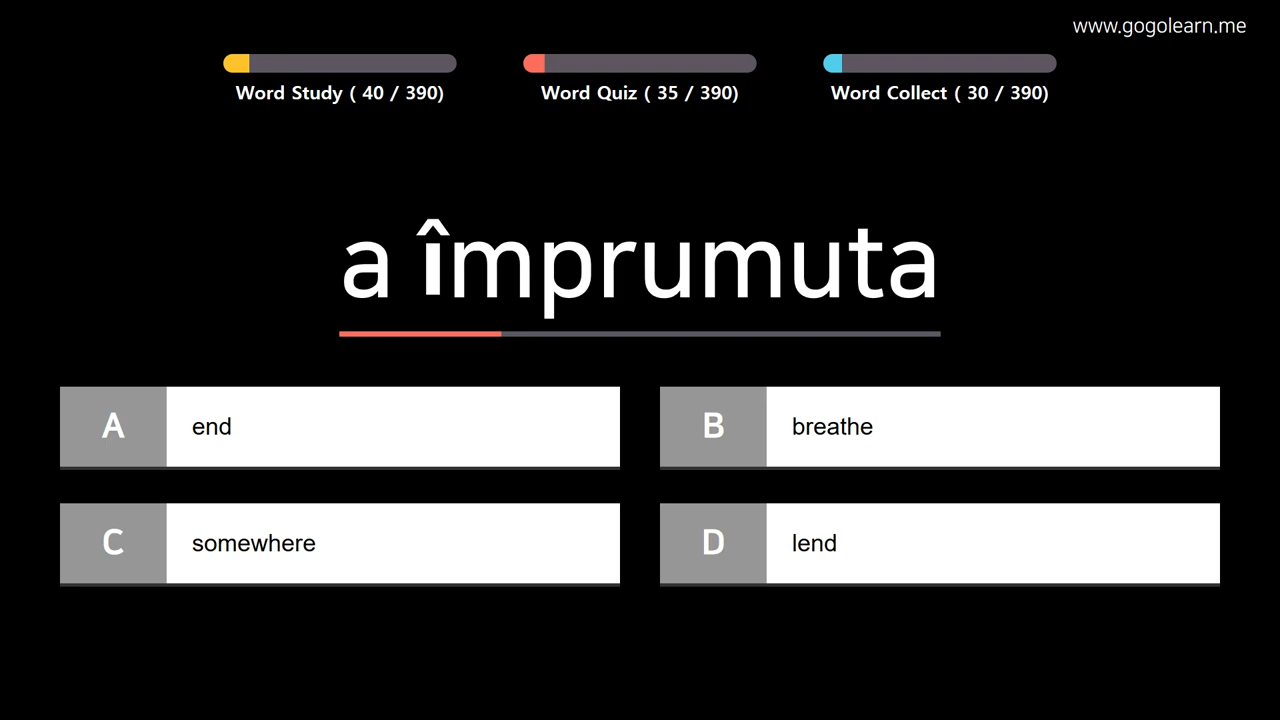 www.gogolearn.me
Word Study ( 40 / 390)
Word Quiz ( 35 / 390)
Word Collect ( 30 / 390)
a împrumuta
A end
B breathe
C somewhere
D lend